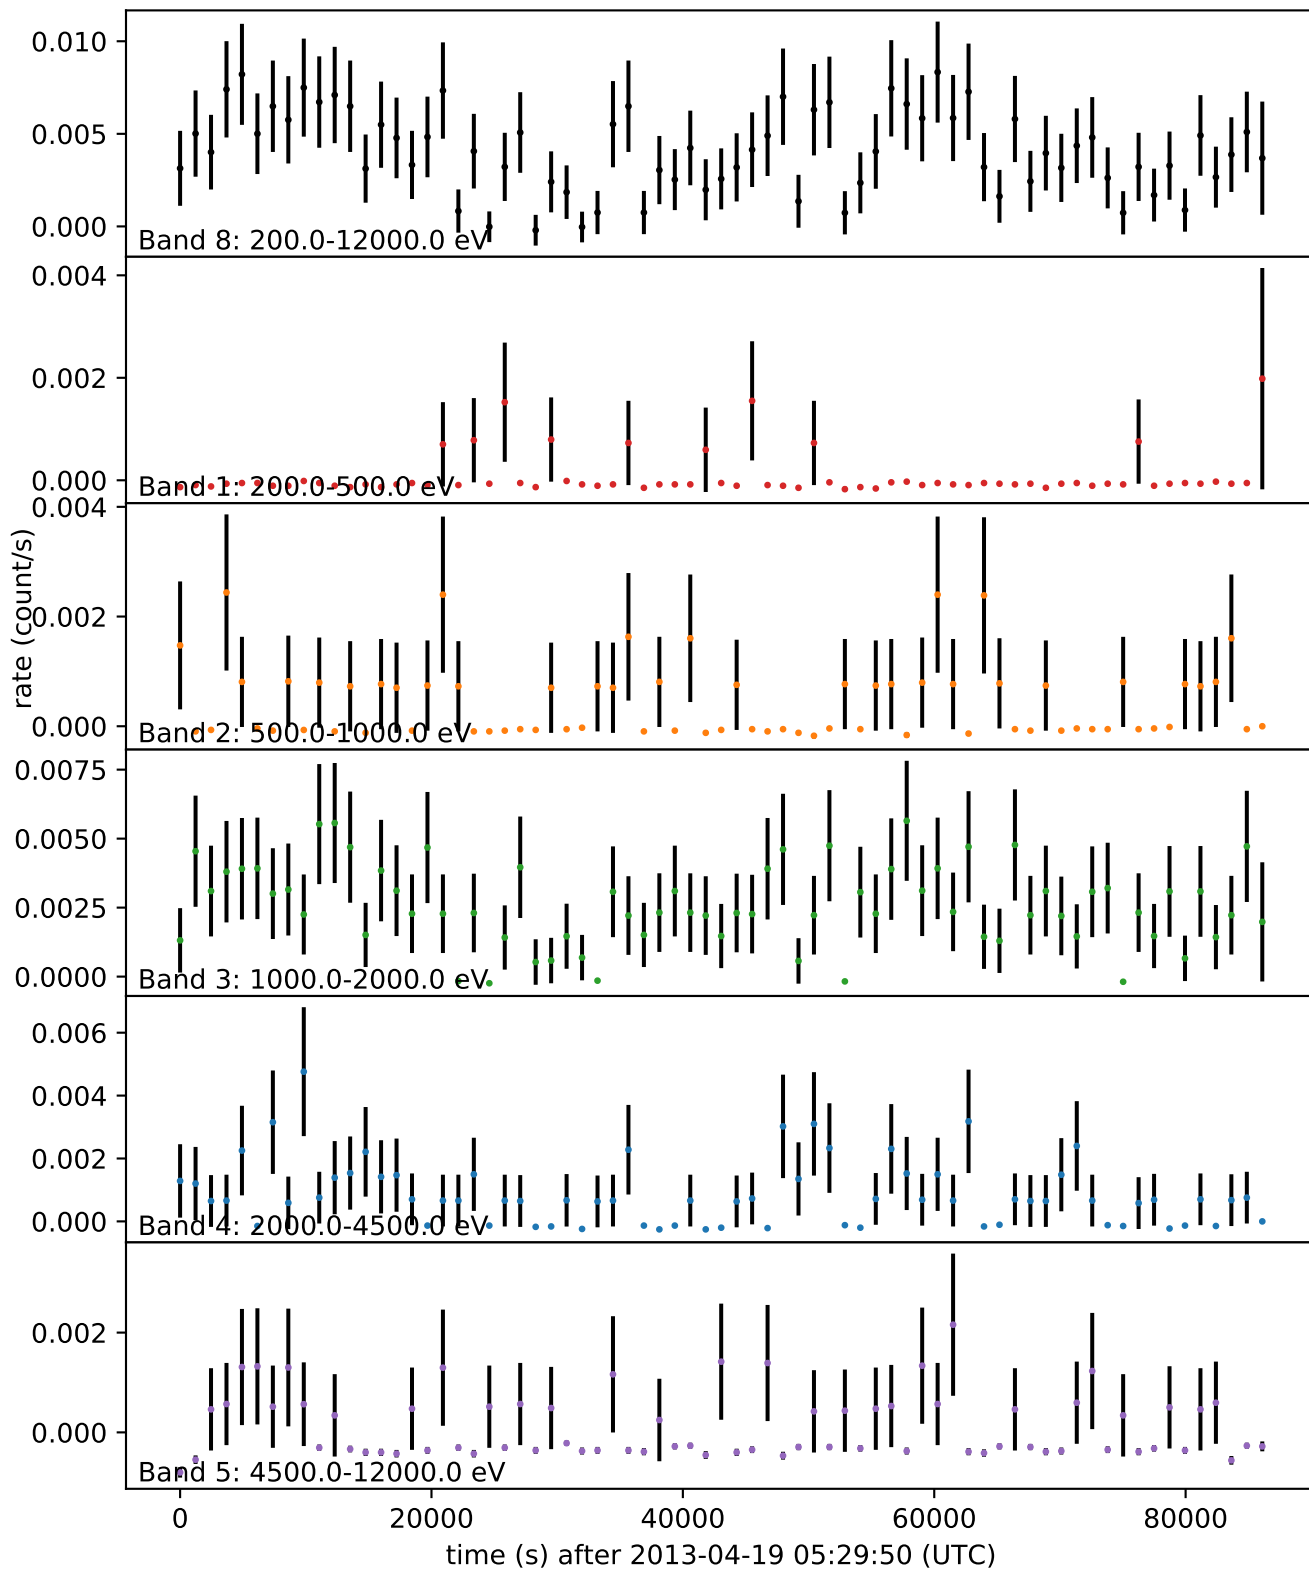 0.010
0.005
0.000
Band 8: 200.0-12000.0 eV
0.004
0.002
0.000
Band 1: 200.0-500.0 eV
0.004
0.002
0.000
Band 2: 500.0-1000.0 eV
rate (count/s)
0.0075
0.0050
0.0025
0.0000
Band 3: 1000.0-2000.0 eV
0.006
0.004
0.002
0.000
Band 4: 2000.0-4500.0 eV
0.002
0.000
Band 5: 4500.0-12000.0 eV
0 20000 40000 60000 80000
time (s) after 2013-04-19 05:29:50 (UTC)